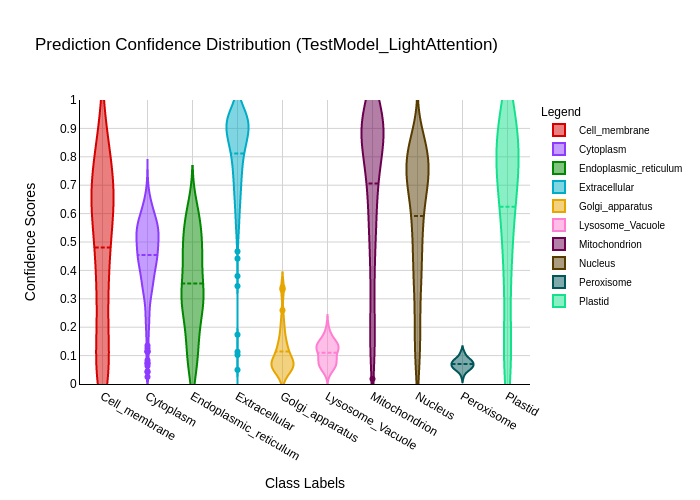 Prediction Confidence Distribution (TestModel_LightAttention)
Confidence Scores
1
0.9
0.8
0.7
0.6
0.5
0.4
0.3
0.2
0.1
0
Cell_membrane
Cytoplasm
Endoplasmic_reticulum
Extracellular
Golgi_apparatus
Lysosome_Vacuole
Mitochondrion
Nucleus
Peroxisome
Plastid
Class Labels
Legend
Cell_membrane
Cytoplasm
Endoplasmic_reticulum
Extracellular
Golgi_apparatus
Lysosome_Vacuole
Mitochondrion
Nucleus
Peroxisome
Plastid